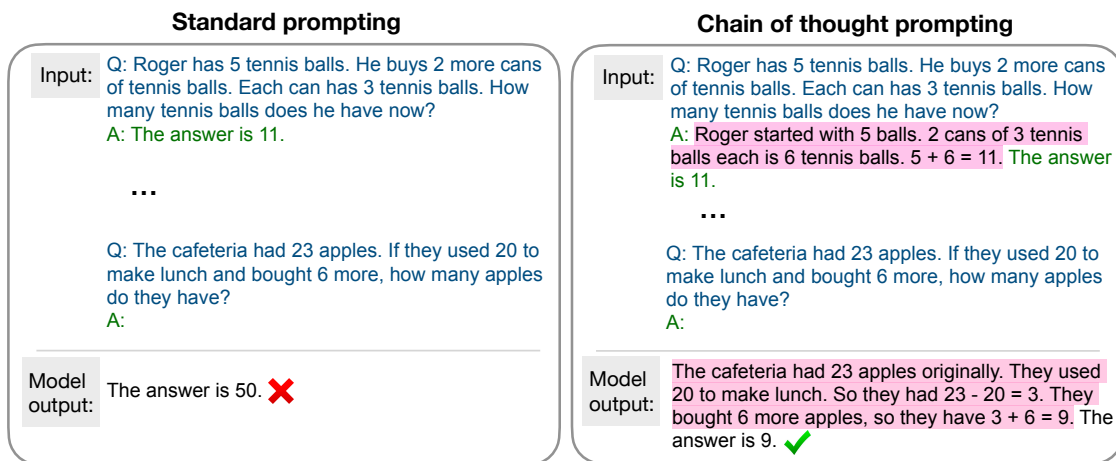 Standard prompting
Input:
Q: Roger has 5 tennis balls. He buys 2 more cans
of tennis balls. Each can has 3 tennis balls. How
many tennis balls does he have now?
A: The answer is 11.
...
Q: The cafeteria had 23 apples. If they used 20 to
make lunch and bought 6 more, how many apples
do they have?
A:
Model
output:
The answer is 50.
Chain of thought prompting
Input:
Q: Roger has 5 tennis balls. He buys 2 more cans
of tennis balls. Each can has 3 tennis balls. How
many tennis balls does he have now?
A: Roger started with 5 balls. 2 cans of 3 tennis
balls each is 6 tennis balls. 5 + 6 = 11. The answer
is 11.
...
Q: The cafeteria had 23 apples. If they used 20 to
make lunch and bought 6 more, how many apples
do they have?
A:
Model
output:
The cafeteria had 23 apples originally. They used
20 to make lunch. So they had 23 - 20 = 3. They
bought 6 more apples, so they have 3 + 6 = 9. The
answer is 9.